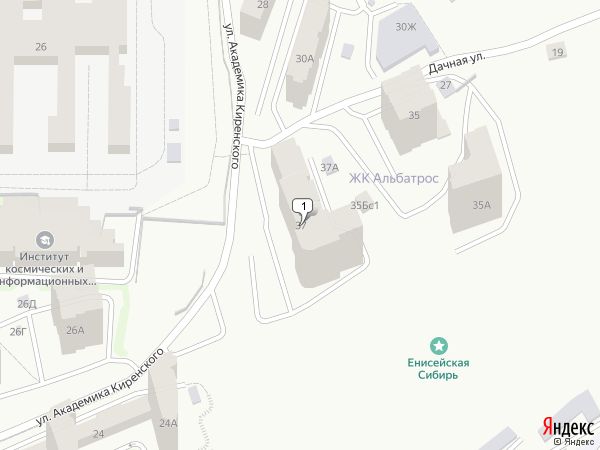 28
30Ж
26
ул. Академика Киренского
30А
19
Дачная ул.
27
35
37А
ЖК Альбатрос
35Бс1
35А
1
37
Институт
космических и
нформационных...
26Д
26Г
26А
Енисейская
Сибирь
ул. Академика Киренского
24А
24
Яндекс